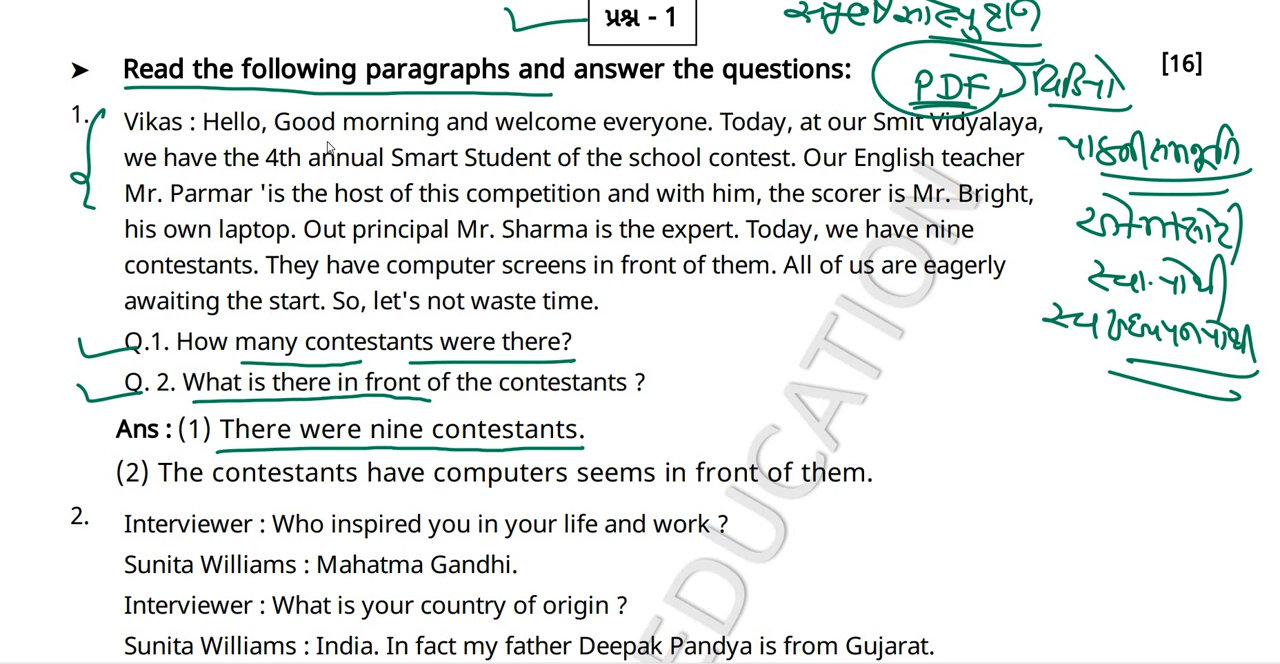 પ્રશ્ન - 1
➤ Read the following paragraphs and answer the questions: [16]
PDF
1. Vikas : Hello, Good morning and welcome everyone. Today, at our Smit Vidyalaya,
we have the 4th annual Smart Student of the school contest. Our English teacher
Mr. Parmar 'is the host of this competition and with him, the scorer is Mr. Bright,
his own laptop. Out principal Mr. Sharma is the expert. Today, we have nine
contestants. They have computer screens in front of them. All of us are eagerly
awaiting the start. So, let's not waste time.
Q.1. How many contestants were there?
Q. 2. What is there in front of the contestants ?
Ans : (1) There were nine contestants.
(2) The contestants have computers seems in front of them.
2. Interviewer : Who inspired you in your life and work ?
Sunita Williams : Mahatma Gandhi.
Interviewer : What is your country of origin ?
Sunita Williams : India. In fact my father Deepak Pandya is from Gujarat.
EDUCATION